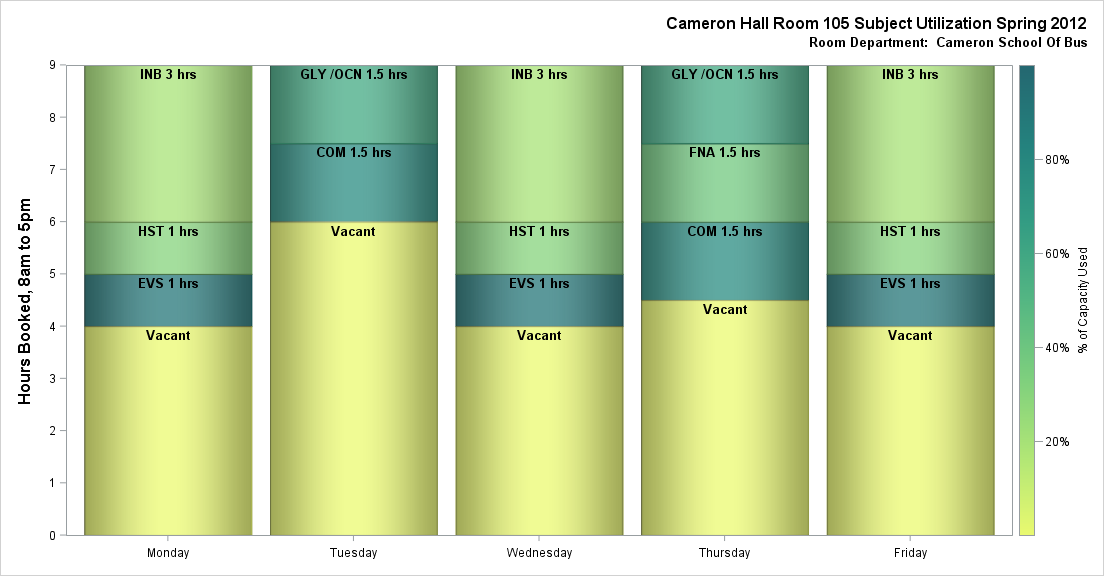 Cameron Hall Room 105 Subject Utilization Spring 2012
Room Department:  Cameron School Of Bus
Hours Booked, 8am to 5pm
9
8
7
6
5
4
3
2
1
0
INB 3 hrs
HST 1 hrs
EVS 1 hrs
Vacant
Monday
GLY /OCN 1.5 hrs
COM 1.5 hrs
Vacant
Tuesday
INB 3 hrs
HST 1 hrs
EVS 1 hrs
Vacant
Wednesday
GLY /OCN 1.5 hrs
FNA 1.5 hrs
COM 1.5 hrs
Vacant
Thursday
INB 3 hrs
HST 1 hrs
EVS 1 hrs
Vacant
Friday
80%
60%
40%
20%
% of Capacity Used